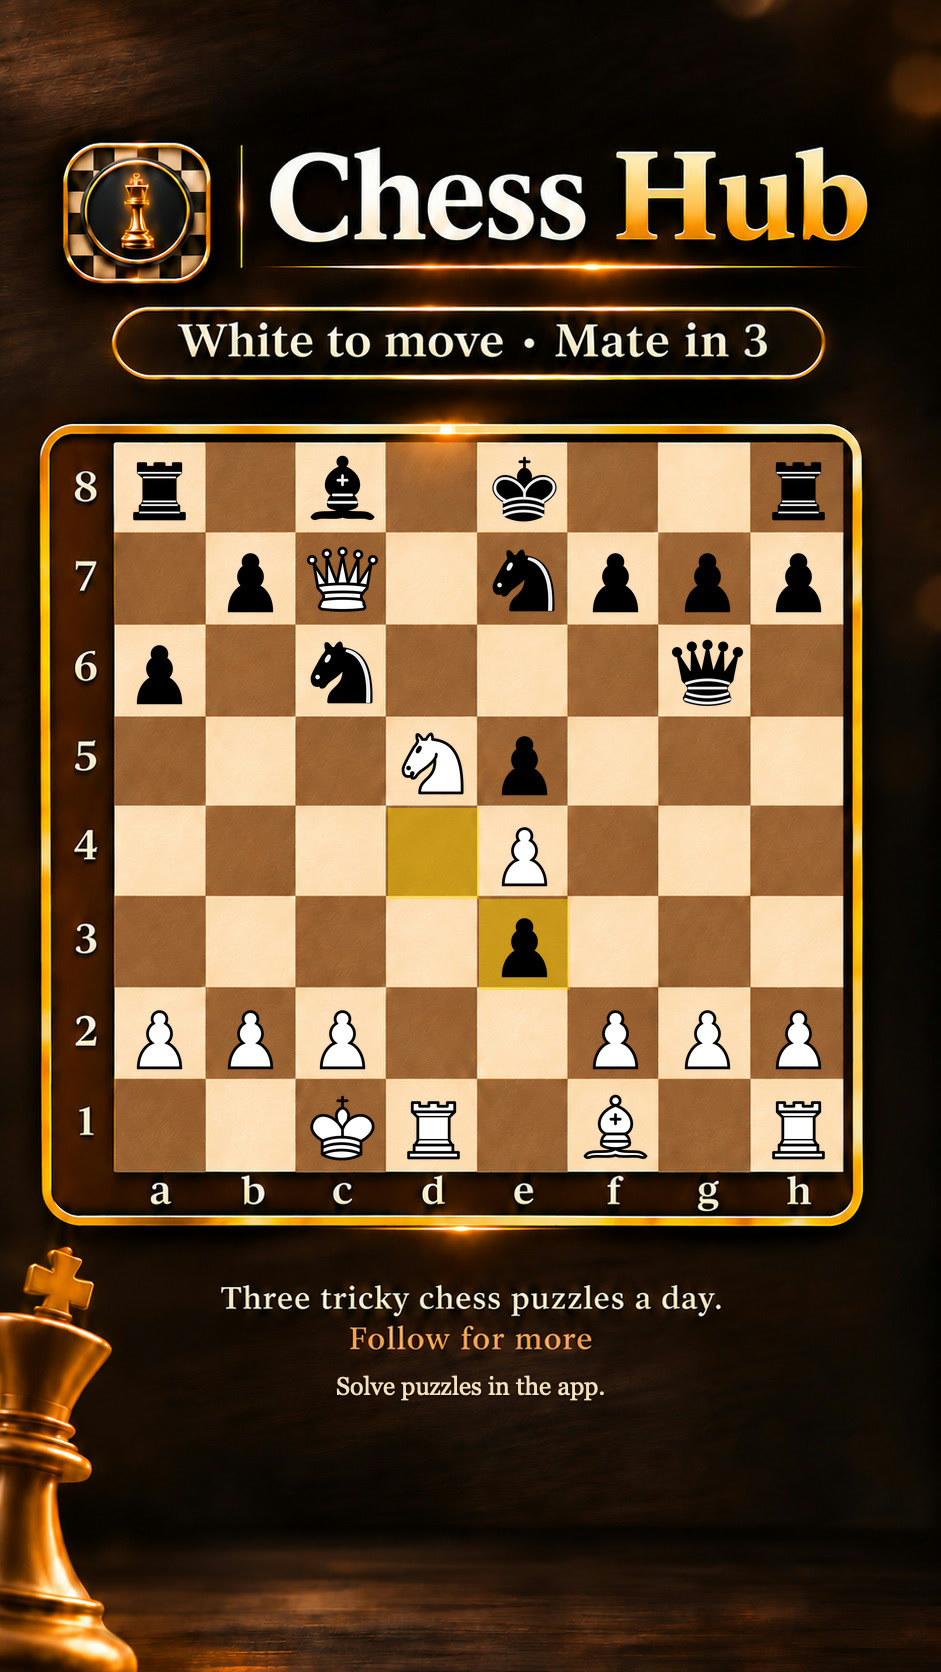 Chess Hub
White to move • Mate in 3
8
7
6
5
4
3
2
1
a b c d e f g h
Three tricky chess puzzles a day.
Follow for more
Solve puzzles in the app.